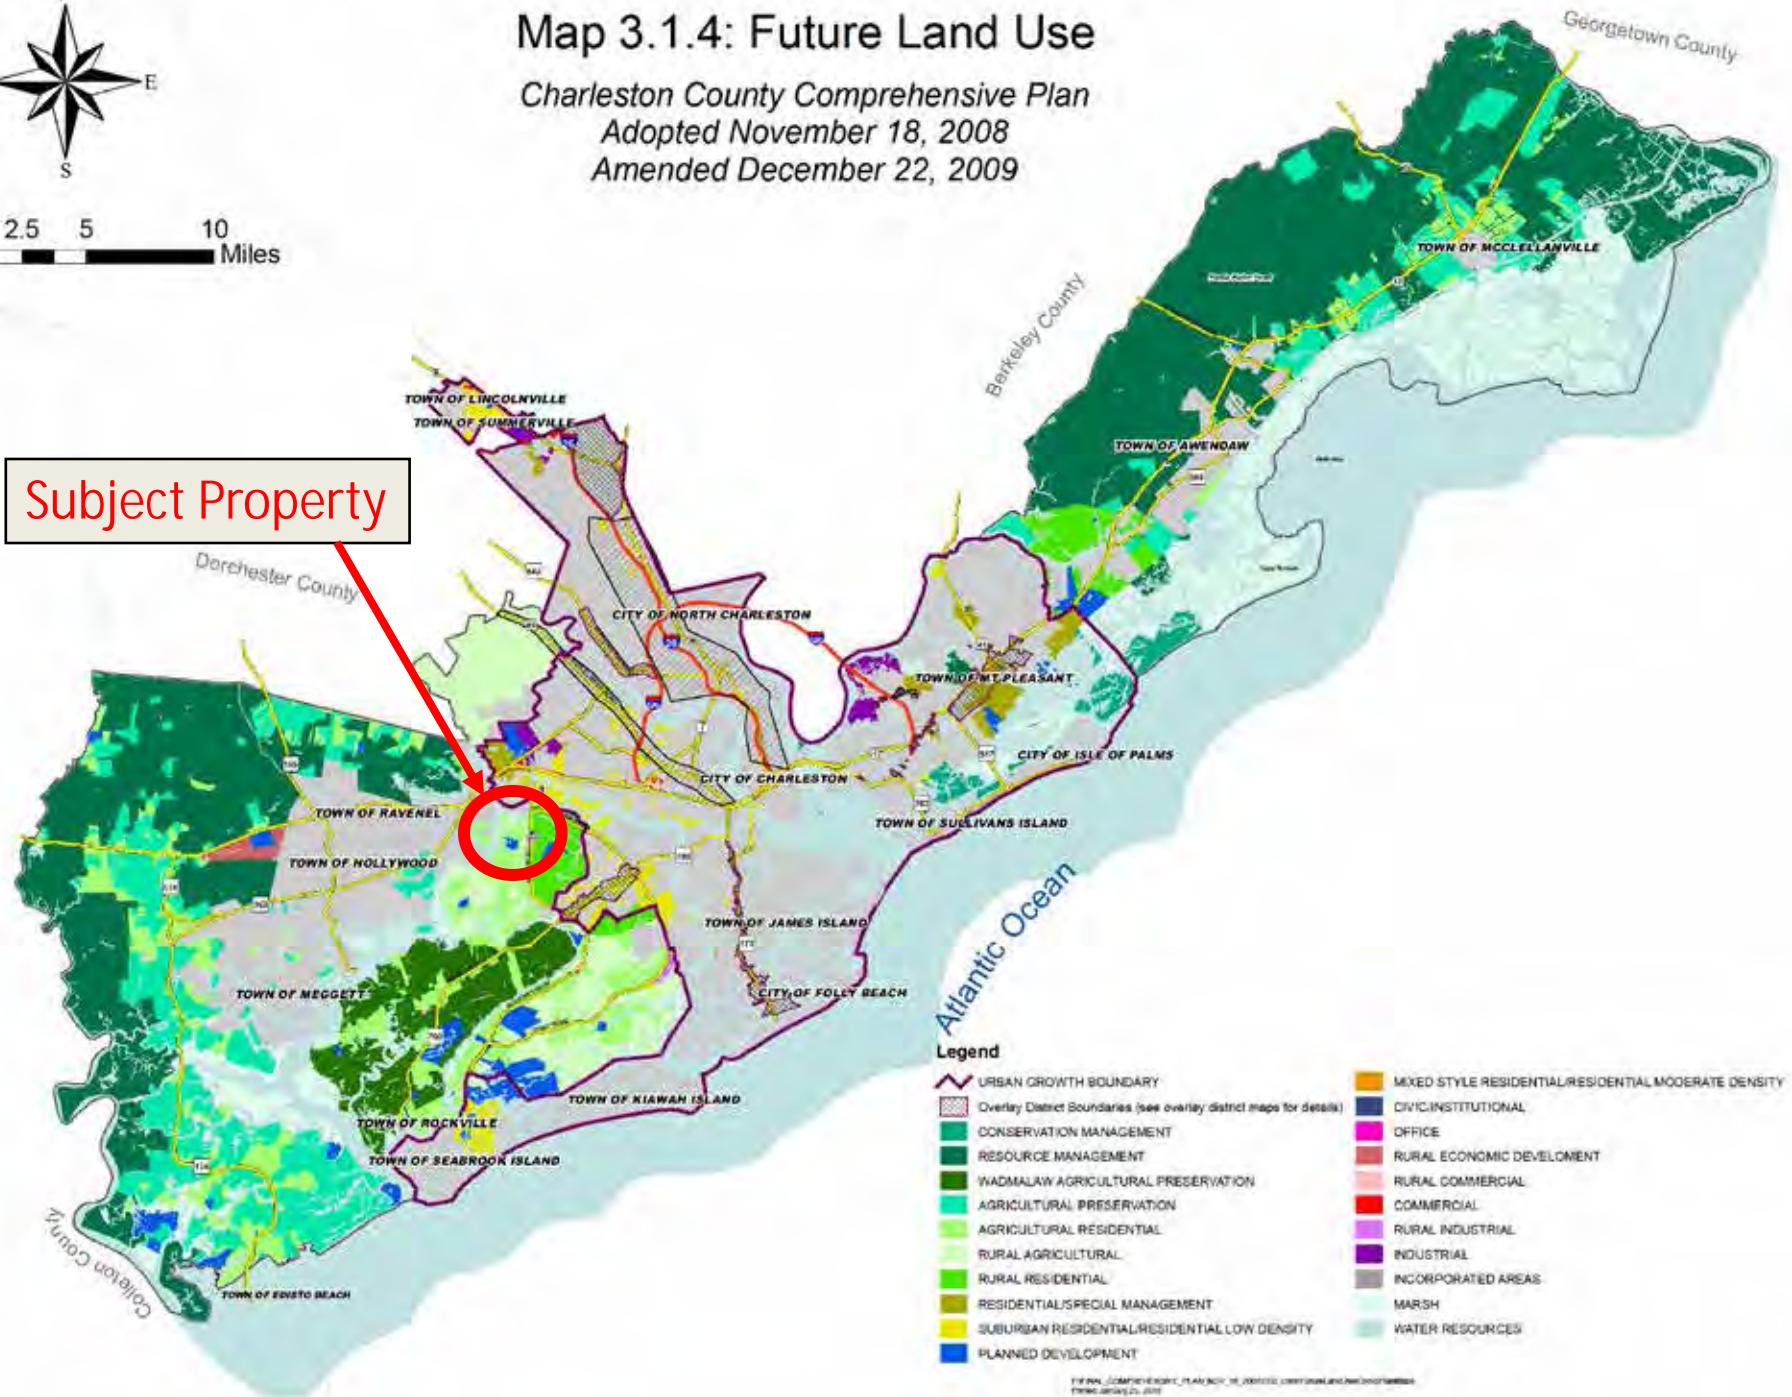 Map 3.1.4: Future Land Use
Charleston County Comprehensive Plan
Adopted November 18, 2008
Amended December 22, 2009
E
S
2.5 5 10
Miles
Georgetown County
Berkeley County
Dorchester County
Colleton County
Atlantic Ocean
Subject Property
TOWN OF MCCLELLANVILLE
TOWN OF AWENDAW
TOWN OF LINCOLNVILLE
TOWN OF SUMMERVILLE
CITY OF NORTH CHARLESTON
TOWN OF MT PLEASANT
CITY OF ISLE OF PALMS
CITY OF CHARLESTON
TOWN OF SULLIVANS ISLAND
TOWN OF RAVENEL
TOWN OF HOLLYWOOD
TOWN OF JAMES ISLAND
TOWN OF MEGGETT
CITY OF FOLLY BEACH
TOWN OF KIAWAH ISLAND
TOWN OF ROCKVILLE
TOWN OF SEABROOK ISLAND
TOWN OF EDISTO BEACH
Legend
URBAN GROWTH BOUNDARY
Overlay District Boundaries (see overlay district maps for details)
CONSERVATION MANAGEMENT
RESOURCE MANAGEMENT
WADMALAW AGRICULTURAL PRESERVATION
AGRICULTURAL PRESERVATION
AGRICULTURAL RESIDENTIAL
RURAL AGRICULTURAL
RURAL RESIDENTIAL
RESIDENTIAL/SPECIAL MANAGEMENT
SUBURBAN RESIDENTIAL/RESIDENTIAL LOW DENSITY
PLANNED DEVELOPMENT
MIXED STYLE RESIDENTIAL/RESIDENTIAL MODERATE DENSITY
CIVIC/INSTITUTIONAL
OFFICE
RURAL ECONOMIC DEVELOMENT
RURAL COMMERCIAL
COMMERCIAL
RURAL INDUSTRIAL
INDUSTRIAL
INCORPORATED AREAS
MARSH
WATER RESOURCES